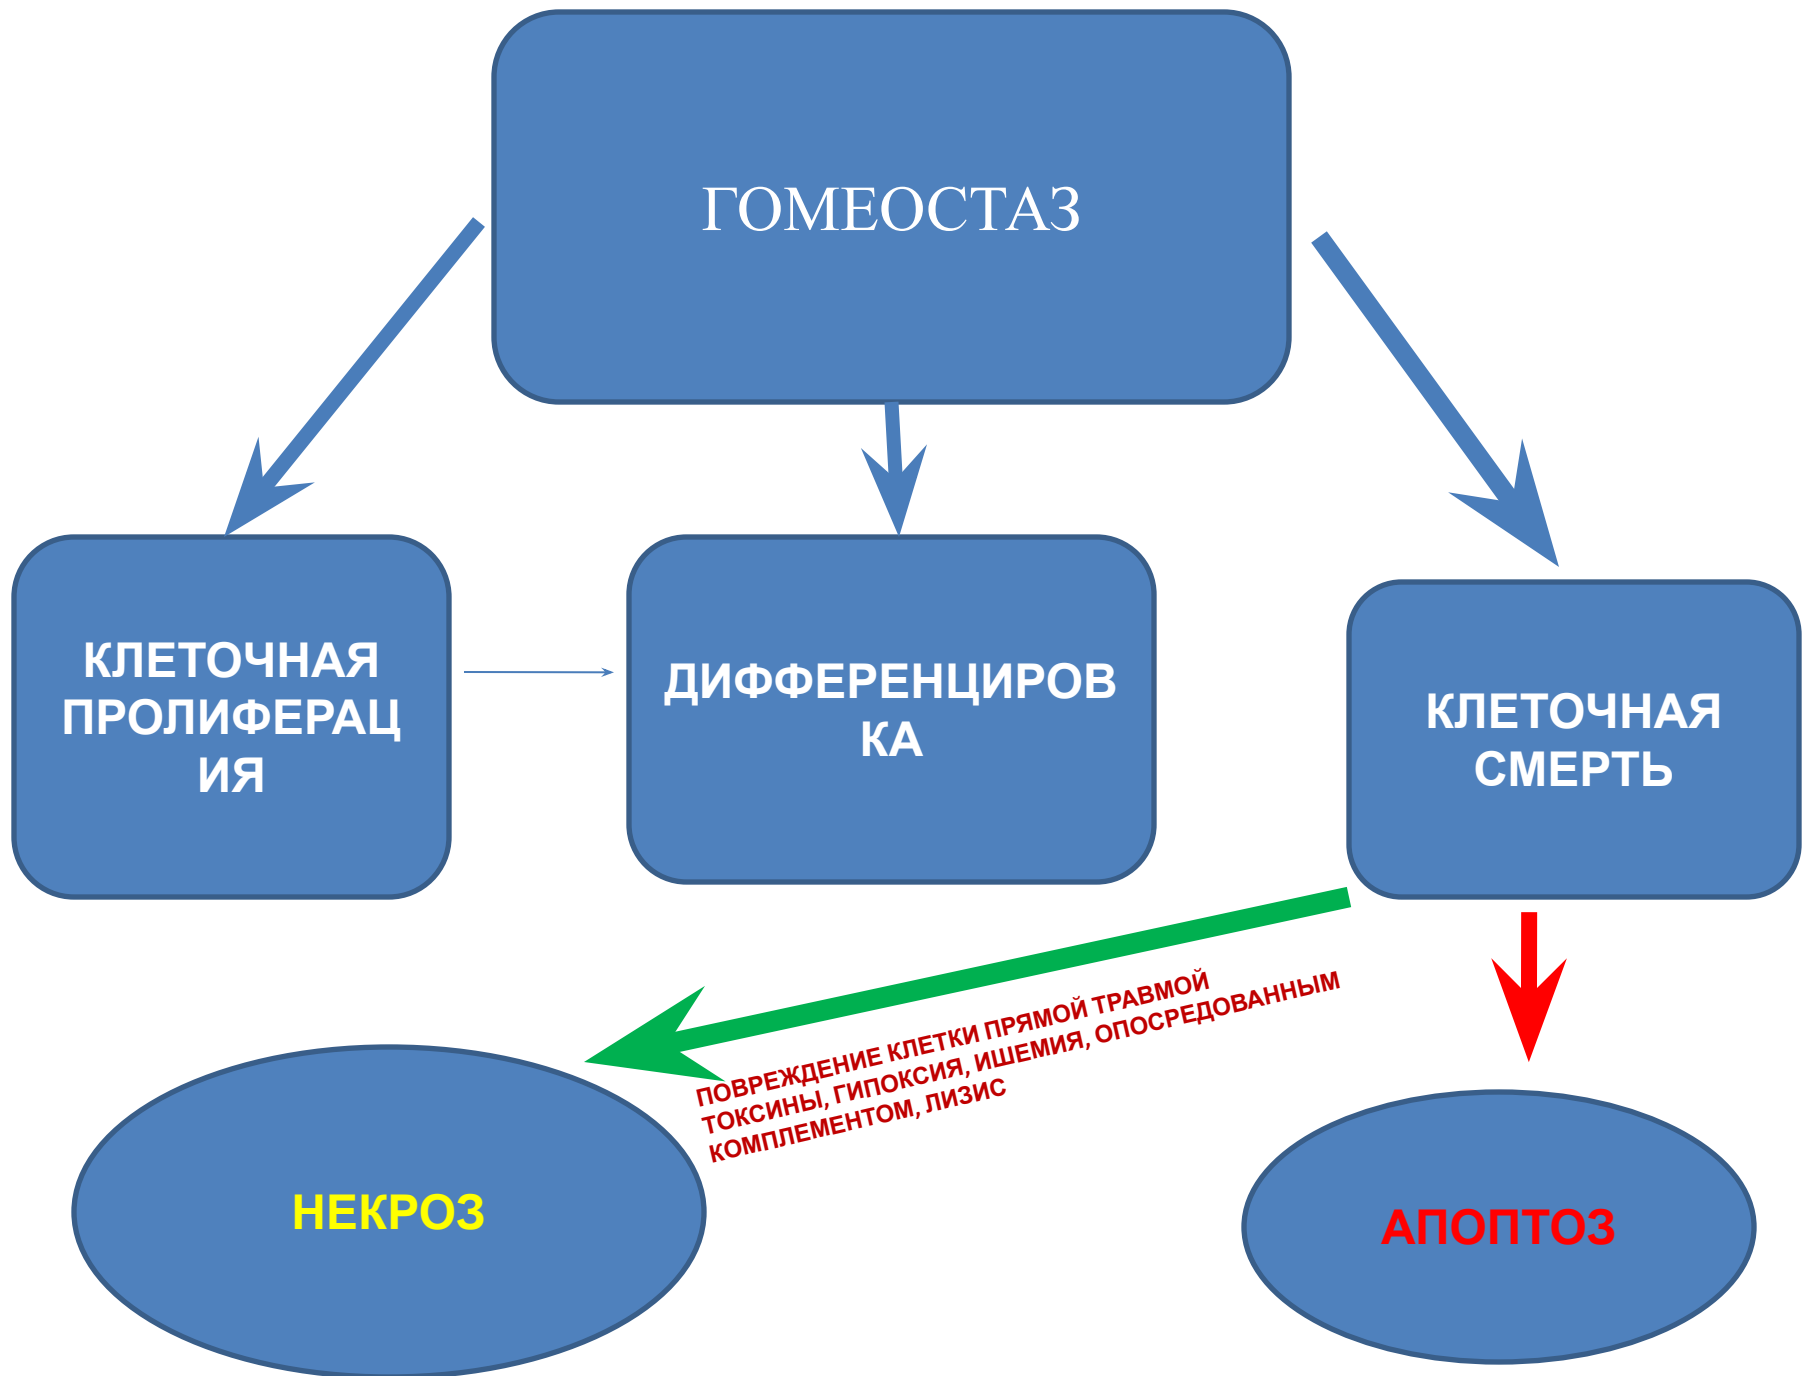 ГОМЕОСТАЗ
КЛЕТОЧНАЯ
ПРОЛИФЕРАЦ
ИЯ
ДИФФЕРЕНЦИРОВ
КА
КЛЕТОЧНАЯ
СМЕРТЬ
ПОВРЕЖДЕНИЕ КЛЕТКИ ПРЯМОЙ ТРАВМОЙ
ТОКСИНЫ, ГИПОКСИЯ, ИШЕМИЯ, ОПОСРЕДОВАННЫМ
КОМПЛЕМЕНТОМ, ЛИЗИС
НЕКРОЗ
АПОПТОЗ